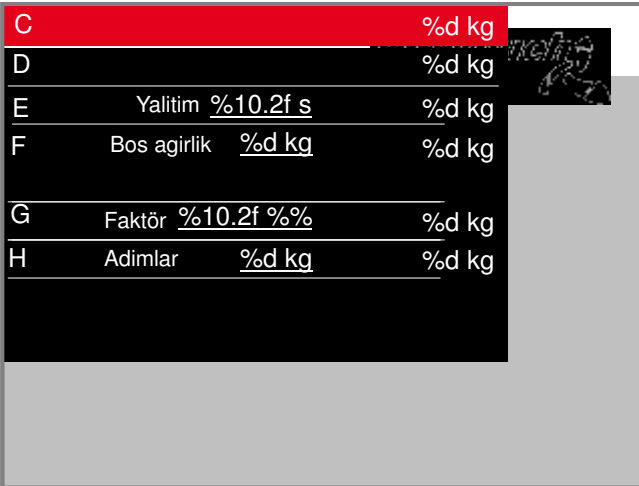 C %d kg
D %d kg
E Yalitim %10.2f s %d kg
F Bos agirlik %d kg %d kg
G Faktör %10.2f %% %d kg
H Adimlar %d kg %d kg